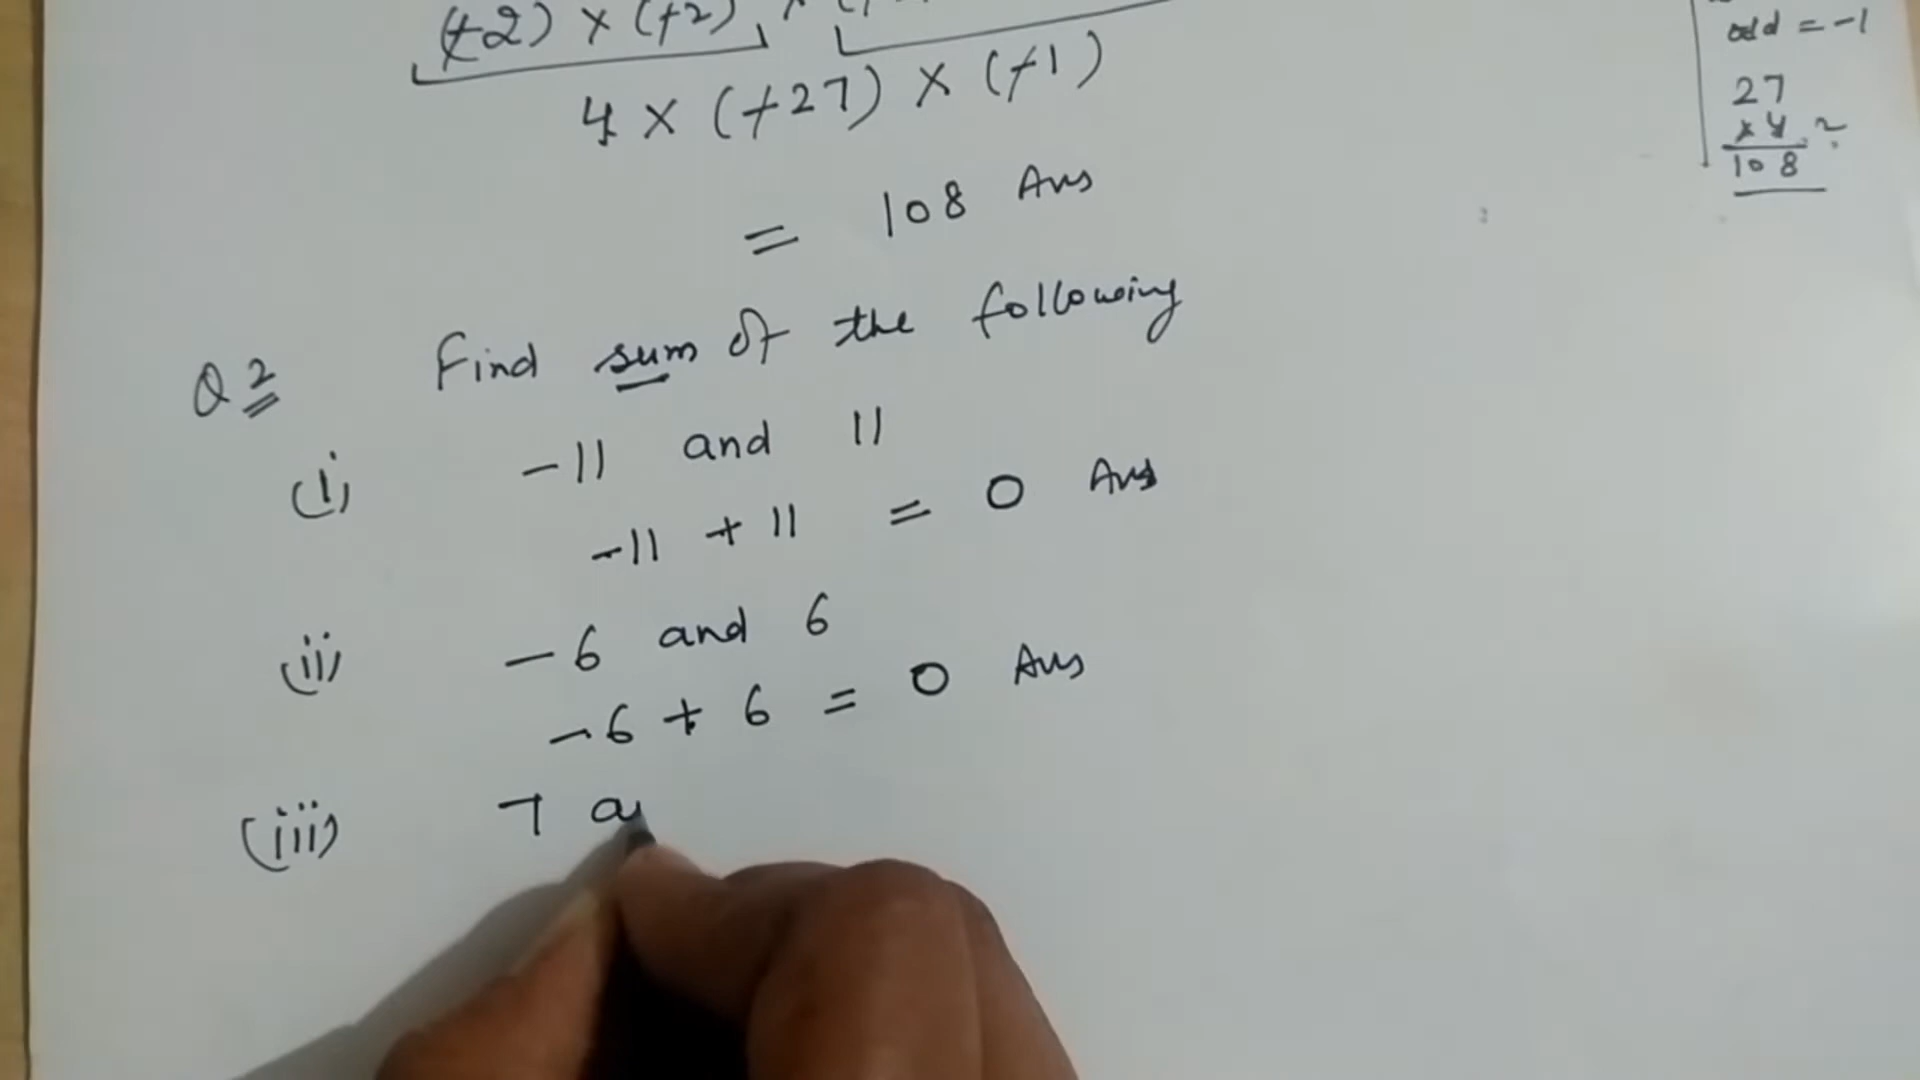 (+2) × (+2) ×
4 × (+27) × (+1)
= 108 Ans
odd = -1
27
×4
108
Q2 Find sum of the following
(i) -11 and 11
-11 + 11 = 0 Ans
(ii) -6 and 6
-6 + 6 = 0 Ans
(iii) 7 a